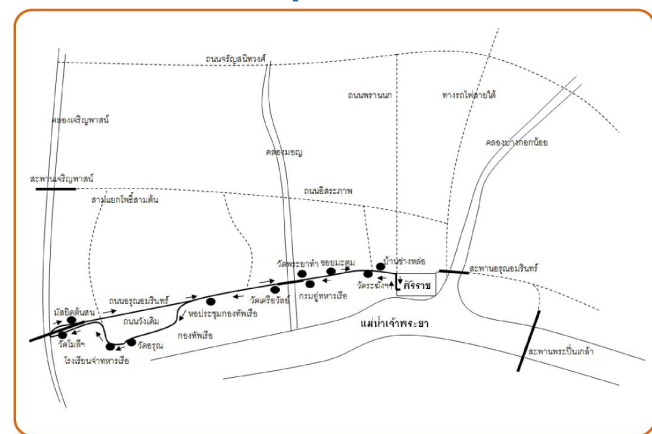 ถนนจรัญสนิทวงศ์
ถนนพรานนก
ทางรถไฟสายใต้
คลองเจริญพาสน์
คลองมอญ
คลองบางกอกน้อย
สะพานเจริญพาสน์
สามแยกโพธิ์สามต้น
ถนนอิสระภาพ
วัดพระยาทำ
ซอยมะตูม
บ้านช่างหล่อ
สะพานอรุณอมรินทร์
วัดระฆังฯ
ศิริราช
ถนนอรุณอมรินทร์
วัดเครือวัลย์
กรมอู่ทหารเรือ
มัสยิดต้นสน
ถนนวังเดิม
หอประชุมกองทัพเรือ
แม่น้ำเจ้าพระยา
กองทัพเรือ
วัดโมลีฯ
วัดอรุณ
โรงเรียนจ่าทหารเรือ
สะพานพระปิ่นเกล้า